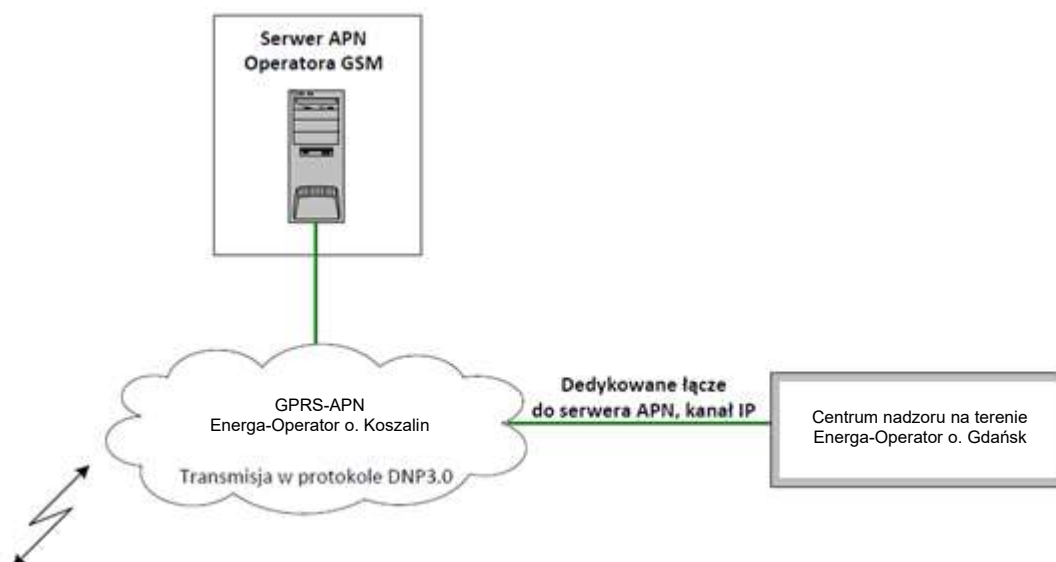 Serwer APN
Operatora GSM
GPRS-APN
Energa-Operator o. Koszalin
Transmisja w protokole DNP3.0
Dedykowane łącze
do serwera APN, kanał IP
Centrum nadzoru na terenie
Energa-Operator o. Gdańsk